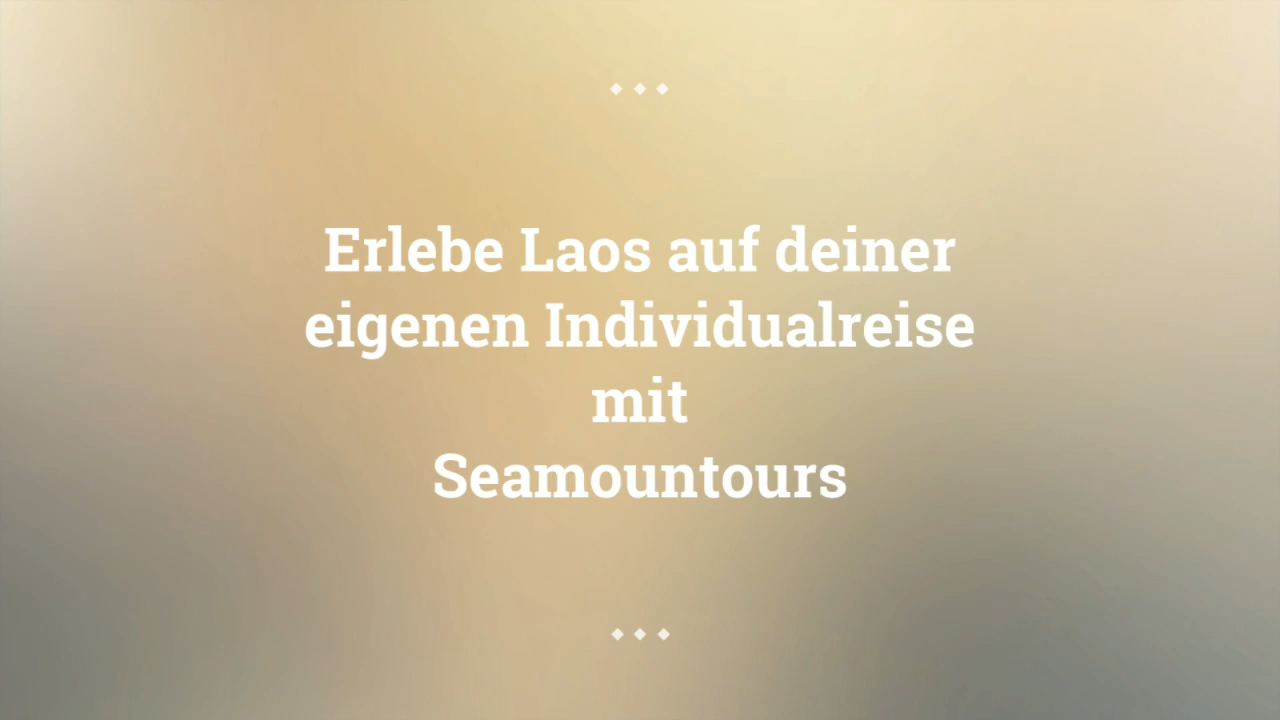 Erlebe Laos auf deiner
eigenen Individualreise
mit
Seamountours